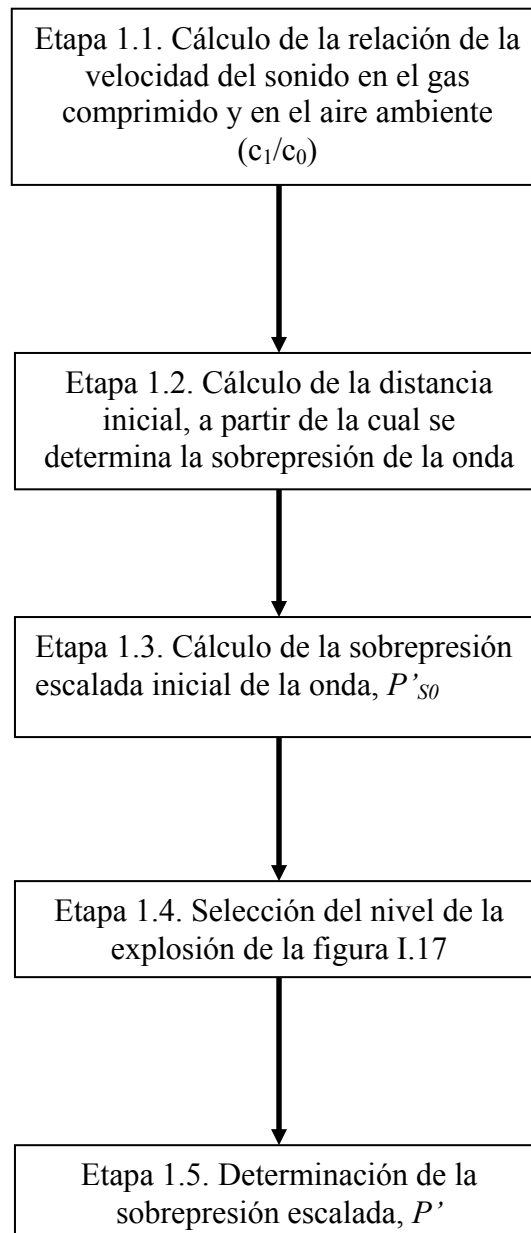 Etapa 1.1. Cálculo de la relación de la
velocidad del sonido en el gas
comprimido y en el aire ambiente
(c₁/c₀)
Etapa 1.2. Cálculo de la distancia
inicial, a partir de la cual se
determina la sobrepresión de la onda
Etapa 1.3. Cálculo de la sobrepresión
escalada inicial de la onda, P’S0
Etapa 1.4. Selección del nivel de la
explosión de la figura I.17
Etapa 1.5. Determinación de la
sobrepresión escalada, P’